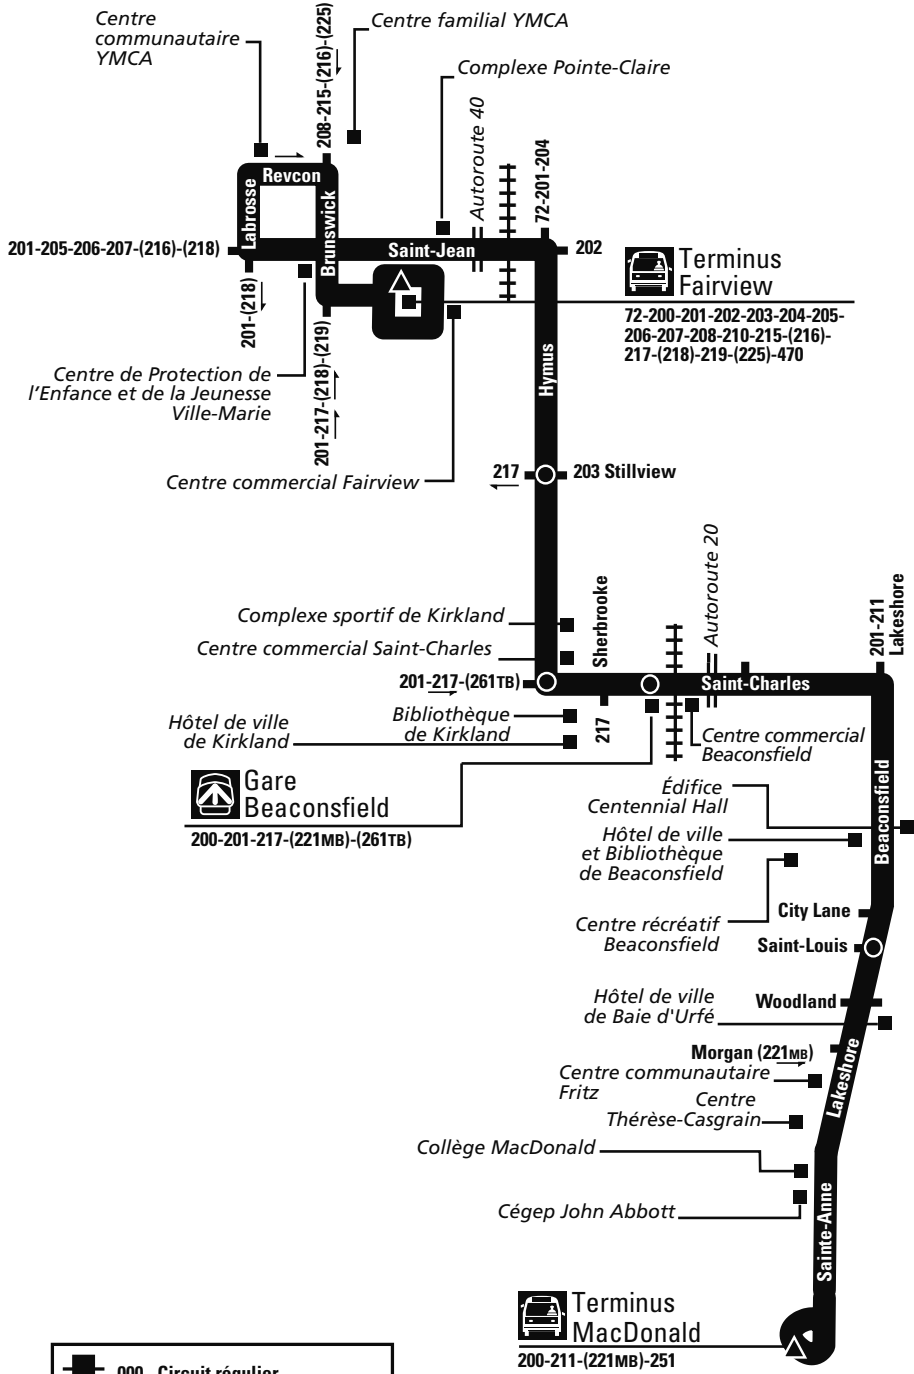 Centre
communautaire
YMCA
208-215-(216)-(225)
Centre familial YMCA
Complexe Pointe-Claire
Autoroute 40
72-201-204
Revcon
Labrosse
Brunswick
201-205-206-207-(216)-(218)
Saint-Jean
202
Terminus
Fairview
72-200-201-202-203-204-205-
206-207-208-210-215-(216)-
217-(218)-219-(225)-470
201-(218)
201-217-(218)-(219)
Hymus
Centre de Protection de
l'Enfance et de la Jeunesse
Ville-Marie
Centre commercial Fairview
217
203 Stillview
Autoroute 20
Sherbrooke
201-211
Lakeshore
Complexe sportif de Kirkland
Centre commercial Saint-Charles
201-217-(261TB)
Saint-Charles
Bibliothèque
de Kirkland
217
Hôtel de ville
de Kirkland
Centre commercial
Beaconsfield
Gare
Beaconsfield
200-201-217-(221MB)-(261TB)
Édifice
Centennial Hall
Beaconsfield
Hôtel de ville
et Bibliothèque
de Beaconsfield
Centre récréatif
Beaconsfield
City Lane
Saint-Louis
Hôtel de ville
de Baie d'Urfé
Woodland
Morgan (221MB)
Lakeshore
Centre communautaire
Fritz
Centre
Thérèse-Casgrain
Collège MacDonald
Cégep John Abbott
Sainte-Anne
Terminus
MacDonald
200-211-(221MB)-251
000 Circuit régulier